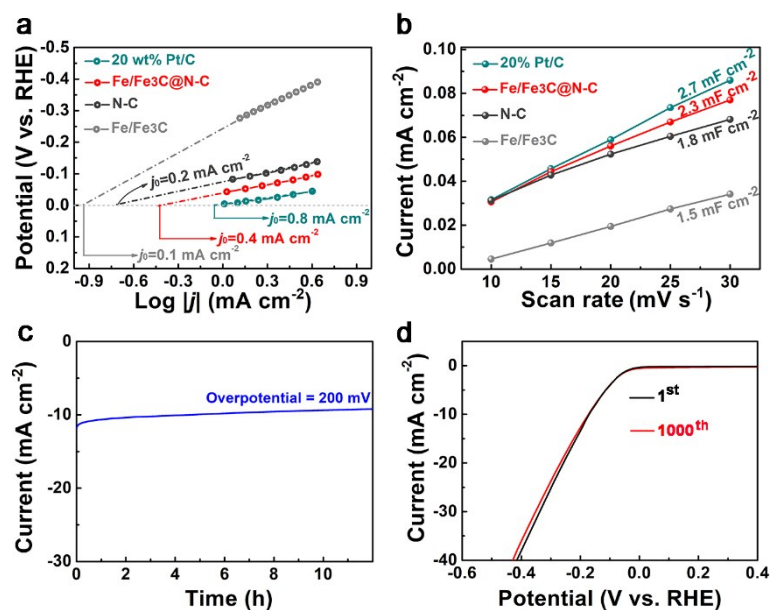 a
Potential (V vs. RHE)
-0.5
-0.4
-0.3
-0.2
-0.1
0.0
0.1
0.2
20 wt% Pt/C
Fe/Fe3C@N-C
N-C
Fe/Fe3C
j₀=0.2 mA cm⁻²
j₀=0.8 mA cm⁻²
j₀=0.4 mA cm⁻²
j₀=0.1 mA cm⁻²
-0.9 -0.6 -0.3 0.0 0.3 0.6 0.9
Log |j| (mA cm⁻²)
b
Current (mA cm⁻²)
0.10
0.08
0.06
0.04
0.02
0.00
20% Pt/C
Fe/Fe3C@N-C
N-C
Fe/Fe3C
2.7 mF cm⁻²
2.3 mF cm⁻²
1.8 mF cm⁻²
1.5 mF cm⁻²
10 15 20 25 30
Scan rate (mV s⁻¹)
c
Current (mA cm⁻²)
0
-10
-20
-30
Overpotential = 200 mV
0 2 4 6 8 10
Time (h)
d
Current (mA cm⁻²)
0
-10
-20
-30
-40
1ˢᵗ
1000ᵗʰ
-0.6 -0.4 -0.2 0.0 0.2 0.4
Potential (V vs. RHE)